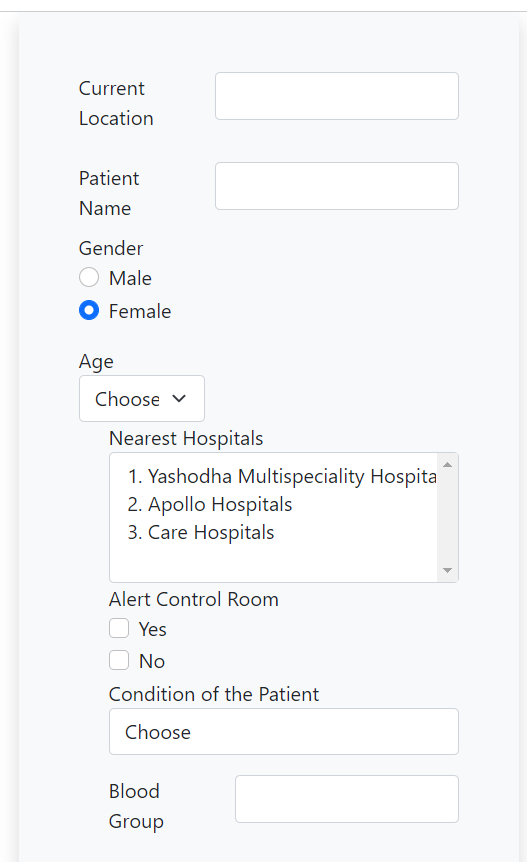 Current
Location
Patient
Name
Gender
Male
Female
Age
Choose
Nearest Hospitals
1. Yashodha Multispeciality Hospita
2. Apollo Hospitals
3. Care Hospitals
Alert Control Room
Yes
No
Condition of the Patient
Choose
Blood
Group